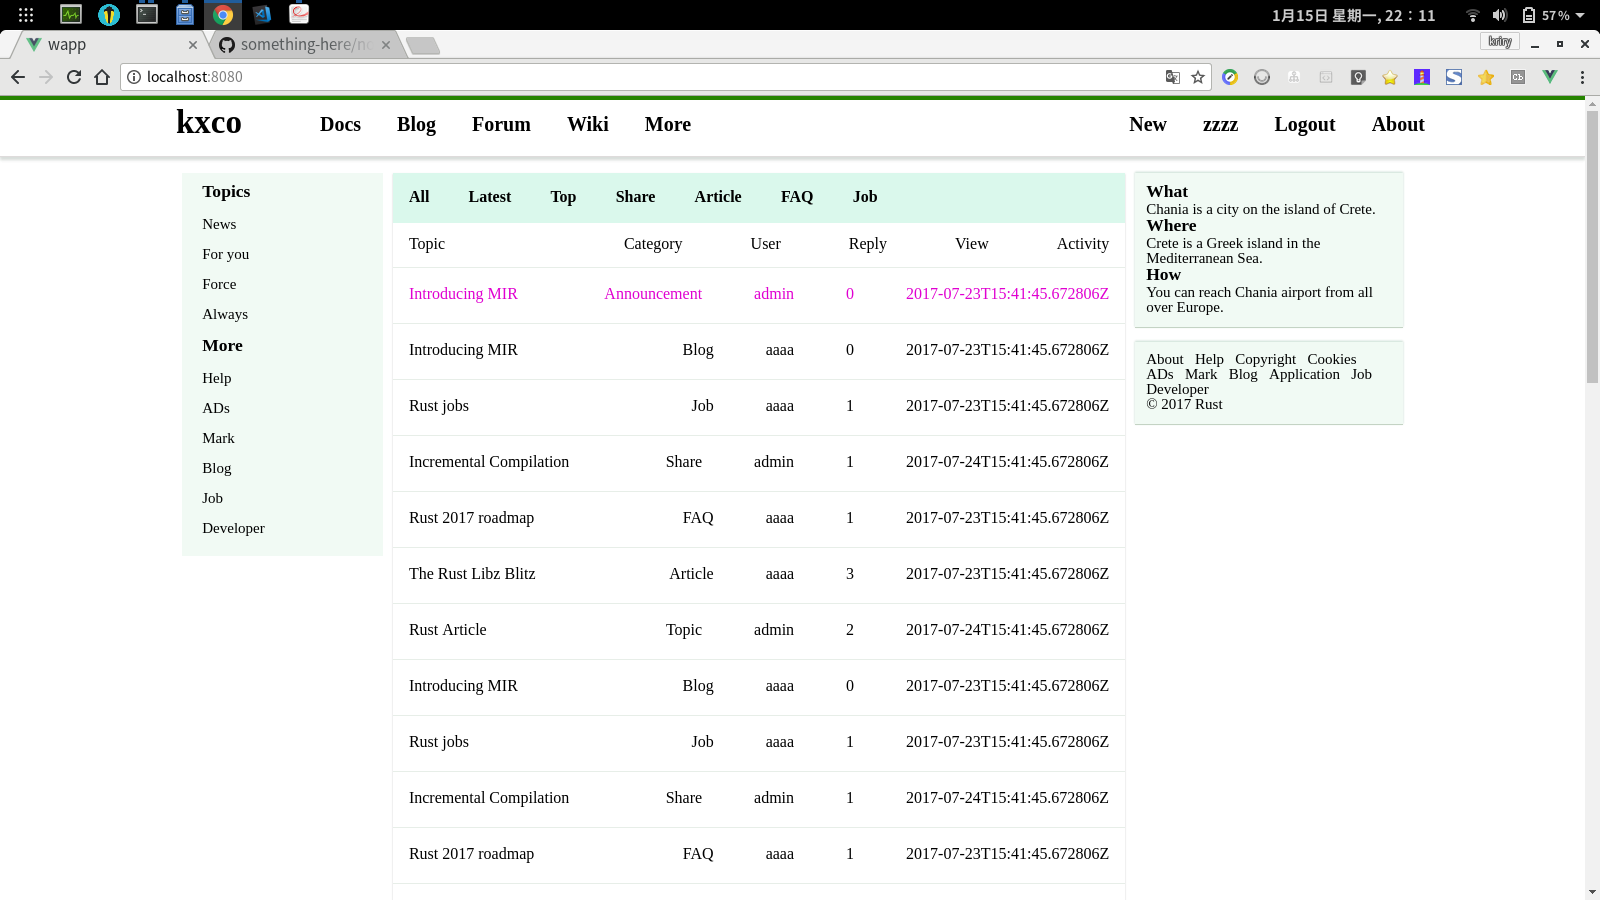 1月15日 星期一, 22：11 57%
wapp something-here/no kriry
localhost:8080
kxco Docs Blog Forum Wiki More New zzzz Logout About
Topics
News
For you
Force
Always
More
Help
ADs
Mark
Blog
Job
Developer
All Latest Top Share Article FAQ Job
Topic Category User Reply View Activity
Introducing MIR Announcement admin 0 2017-07-23T15:41:45.672806Z
Introducing MIR Blog aaaa 0 2017-07-23T15:41:45.672806Z
Rust jobs Job aaaa 1 2017-07-23T15:41:45.672806Z
Incremental Compilation Share admin 1 2017-07-24T15:41:45.672806Z
Rust 2017 roadmap FAQ aaaa 1 2017-07-23T15:41:45.672806Z
The Rust Libz Blitz Article aaaa 3 2017-07-23T15:41:45.672806Z
Rust Article Topic admin 2 2017-07-24T15:41:45.672806Z
Introducing MIR Blog aaaa 0 2017-07-23T15:41:45.672806Z
Rust jobs Job aaaa 1 2017-07-23T15:41:45.672806Z
Incremental Compilation Share admin 1 2017-07-24T15:41:45.672806Z
Rust 2017 roadmap FAQ aaaa 1 2017-07-23T15:41:45.672806Z
What
Chania is a city on the island of Crete.
Where
Crete is a Greek island in the
Mediterranean Sea.
How
You can reach Chania airport from all
over Europe.
About Help Copyright Cookies
ADs Mark Blog Application Job
Developer
© 2017 Rust